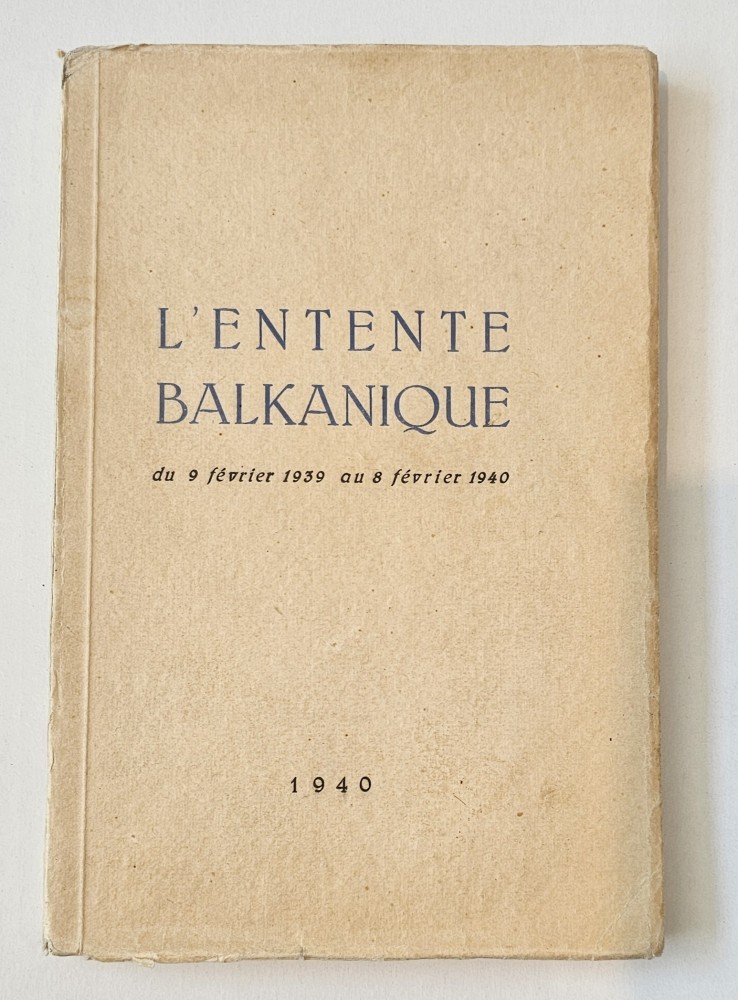 L'ENTENTE
BALKANIQUE
du 9 février 1939 au 8 février 1940
1940